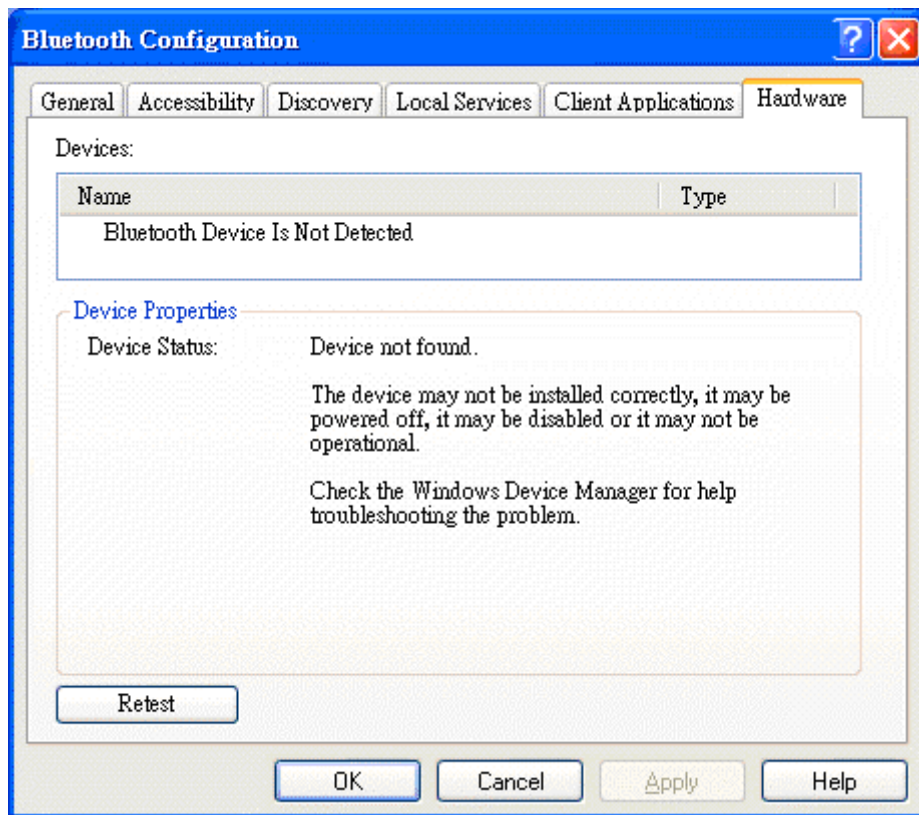 Bluetooth Configuration
General Accessibility Discovery Local Services Client Applications Hardware
Devices:
Name Type
Bluetooth Device Is Not Detected
Device Properties
Device Status: Device not found.
The device may not be installed correctly, it may be
powered off, it may be disabled or it may not be
operational.
Check the Windows Device Manager for help
troubleshooting the problem.
Retest
OK Cancel Apply Help